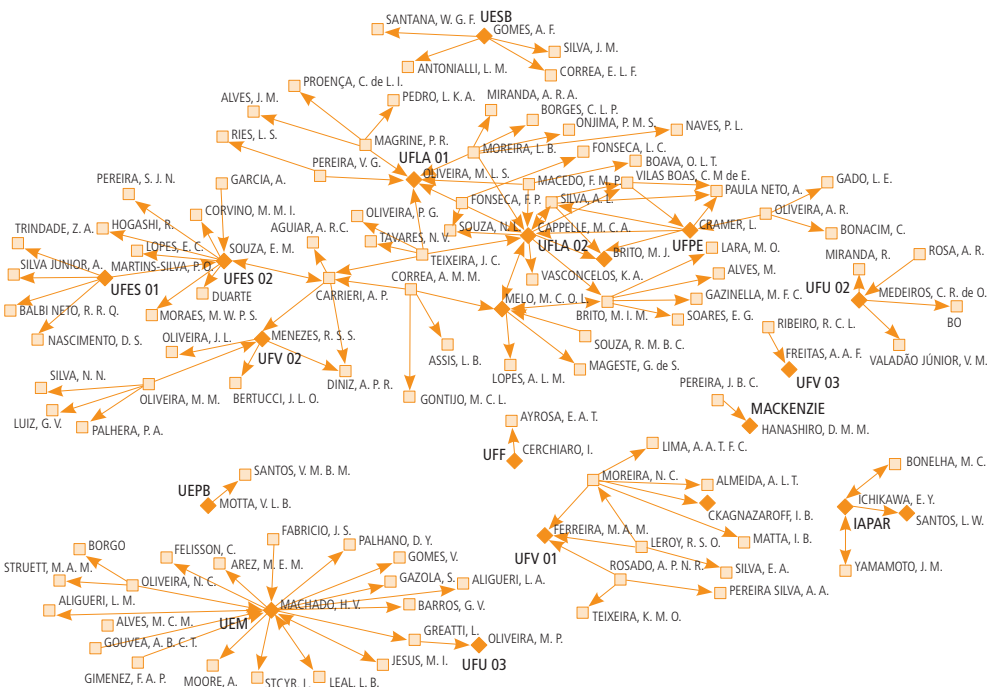 SANTANA, W. G. F.
UESB
GOMES, A. F.
SILVA, J. M.
ANTONIALLI, L. M.
CORREA, E. L. F.
PROENÇA, C. de L. I.
PEDRO, L. K. A.
MIRANDA, A. R. A.
ALVES, J. M.
BORGES, C. L. P.
ONJIMA, P. M. S.
NAVES, P. L.
RIES, L. S.
MAGRINE, P. R.
MOREIRA, L. B.
FONSECA, L. C.
UFLA 01
BOAVA, O. L. T.
PEREIRA, V. G.
OLIVEIRA, M. L. S.
MACEDO, F. M. P.
VILAS BOAS, C. M de E.
GARCIA, A.
PEREIRA, S. J. N.
PAULA NETO, A.
GADO, L. E.
FONSECA, F. P.
SILVA, A. L.
OLIVEIRA, A. R.
CORVINO, M. M. I.
OLIVEIRA, P. G.
SOUZA, N. L.
CAPPELLE, M. C. A.
CRAMER, L.
TRINDADE, Z. A.
HOGASHI, R.
AGUIAR, A. R.C.
TAVARES, N. V.
UFLA 02
UFPE
BONACIM, C.
LOPES, E. C.
SOUZA, E. M.
BRITO, M. J.
LARA, M. O.
ROSA, A. R.
SILVA JUNIOR, A.
MARTINS-SILVA, P. O.
TEIXEIRA, J. C.
MIRANDA, R.
UFES 01
UFES 02
CORREA, A. M. M.
VASCONCELOS, K. A.
ALVES, M.
UFU 02
DUARTE
CARRIERI, A. P.
MELO, M. C. O. L.
GAZINELLA, M. F. C.
MEDEIROS, C. R. de O.
BALBI NETO, R. R. Q.
MORAES, M. W. P. S.
BRITO, M. I. M.
SOARES, E. G.
BO
NASCIMENTO, D. S.
OLIVEIRA, J. L.
MENEZES, R. S. S.
RIBEIRO, R. C. L.
UFV 02
ASSIS, L. B.
SOUZA, R. M. B. C.
FREITAS, A. A. F.
VALADÃO JÚNIOR, V. M.
LOPES, A. L. M.
MAGESTE, G. de S.
UFV 03
SILVA, N. N.
OLIVEIRA, M. M.
BERTUCCI, J. L. O.
DINIZ, A. P. R.
PEREIRA, J. B. C.
GONTIJO, M. C. L.
MACKENZIE
LUIZ, G. V.
PALHERA, P. A.
AYROSA, E. A. T.
HANASHIRO, D. M. M.
UFF
CERCHIARO, I.
LIMA, A. A. T. F. C.
BONELHA, M. C.
SANTOS, V. M. B. M.
MOREIRA, N. C.
ALMEIDA, A. L. T.
UEPB
MOTTA, V. L. B.
CKAGNAZAROFF, I. B.
ICHIKAWA, E. Y.
IAPAR
SANTOS, L. W.
FABRICIO, J. S.
PALHANO, D. Y.
FERREIRA, M. A. M.
MATTA, I. B.
BORGO
FELISSON, C.
GOMES, V.
UFV 01
LEROY, R. S. O.
AREZ, M. E. M.
ROSADO, A. P. N. R.
SILVA, E. A.
YAMAMOTO, J. M.
STRUETT, M. A. M.
OLIVEIRA, N. C.
GAZOLA, S.
ALIGUERI, L. A.
PEREIRA SILVA, A. A.
ALIGUERI, L. M.
MACHADO, H. V.
BARROS, G. V.
TEIXEIRA, K. M. O.
ALVES, M. C. M.
UEM
GREATTI, L.
OLIVEIRA, M. P.
GOUVEA, A. B. C. T.
UFU 03
GIMENEZ, F. A. P.
JESUS, M. I.
MOORE, A.
STCYR, L.
LEAL, L. B.